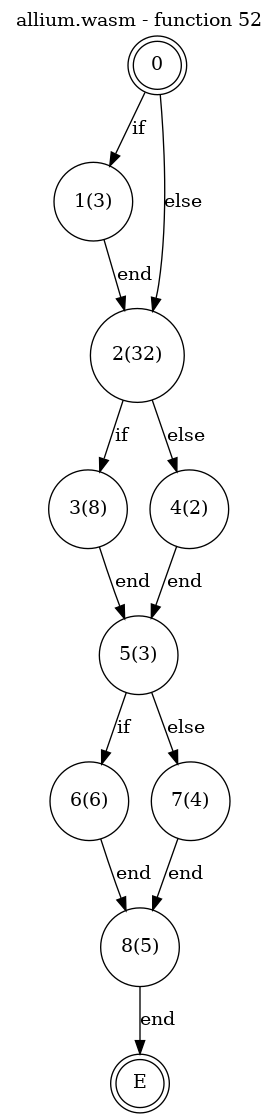 allium.wasm - function 52
0
if
1(3)
else
end
2(32)
if
else
3(8)
4(2)
end
end
5(3)
if
else
6(6)
7(4)
end
end
8(5)
end
E